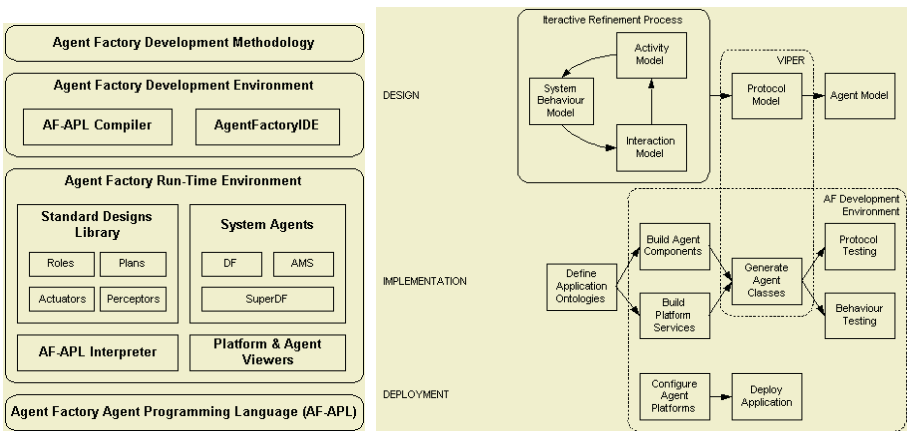 Agent Factory Development Methodology
Agent Factory Development Environment
AF-APL Compiler
AgentFactoryIDE
Agent Factory Run-Time Environment
Standard Designs
Library
Roles
Plans
Actuators
Perceptors
System Agents
DF
AMS
SuperDF
AF-APL Interpreter
Platform & Agent
Viewers
Agent Factory Agent Programming Language (AF-APL)
Iteractive Refinement Process
DESIGN
Activity
Model
System
Behaviour
Model
Interaction
Model
VIPER
Protocol
Model
Agent Model
AF Development
Environment
IMPLEMENTATION
Define
Application
Ontologies
Build Agent
Components
Build
Platform
Services
Generate
Agent
Classes
Protocol
Testing
Behaviour
Testing
DEPLOYMENT
Configure
Agent
Platforms
Deploy
Application